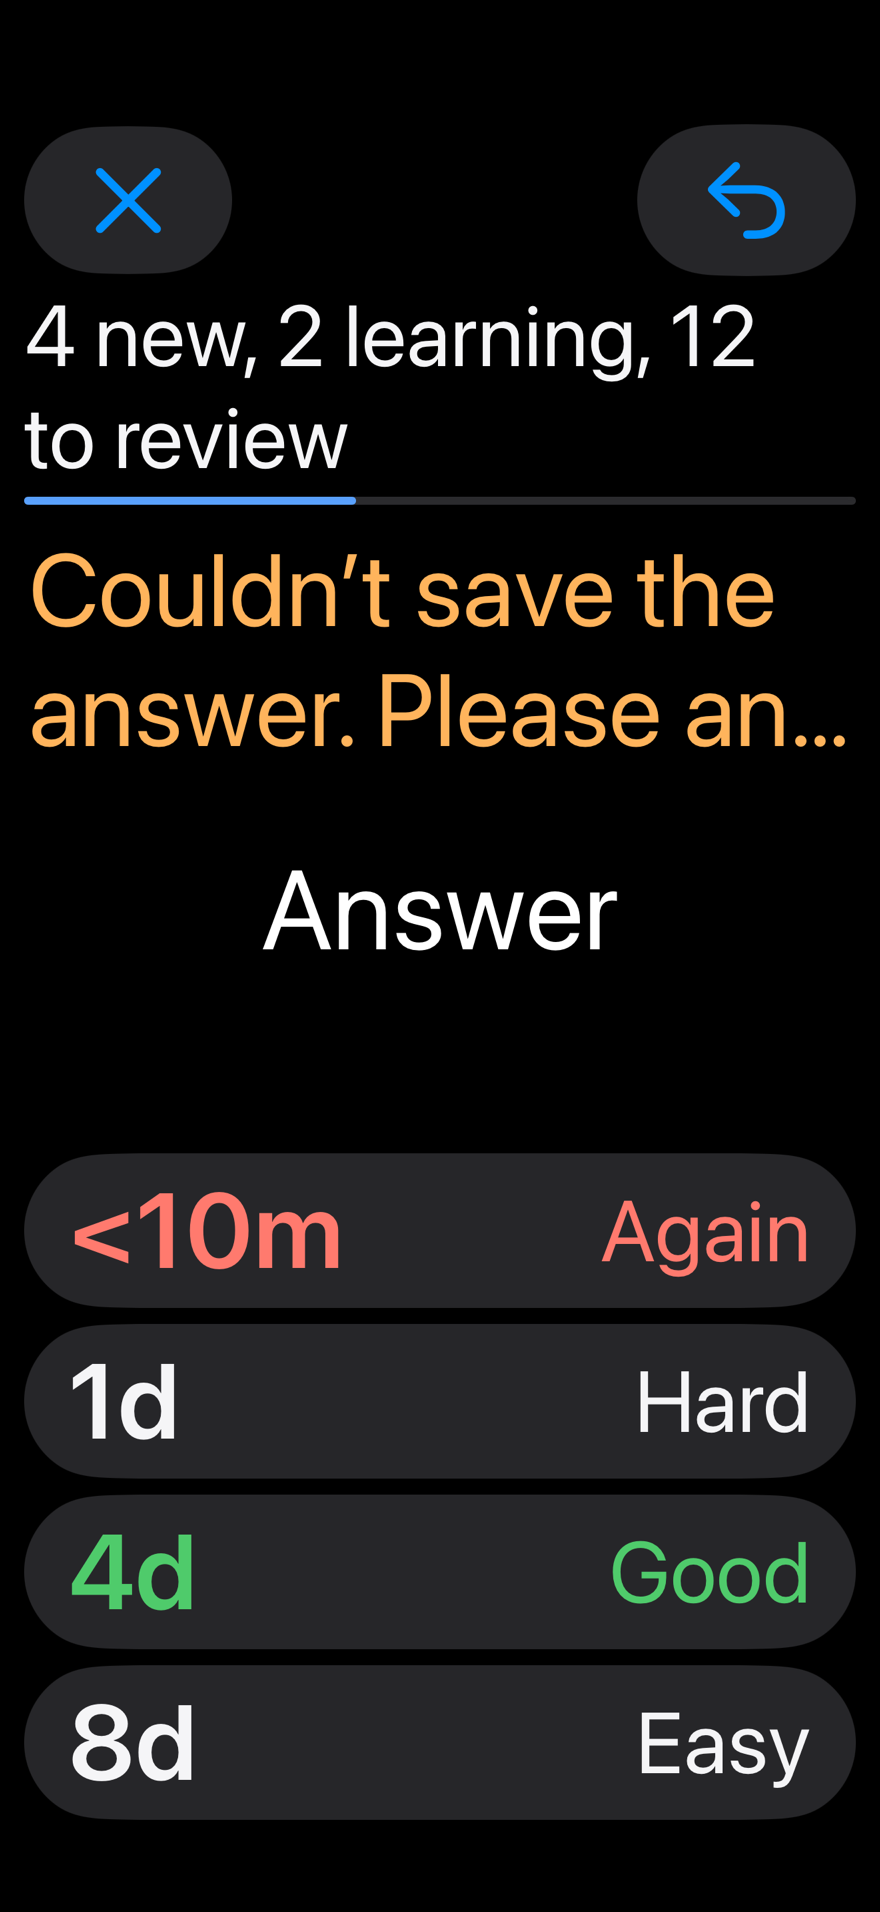 4 new, 2 learning, 12
to review
Couldn’t save the
answer. Please an…
Answer
<10m Again
1d Hard
4d Good
8d Easy